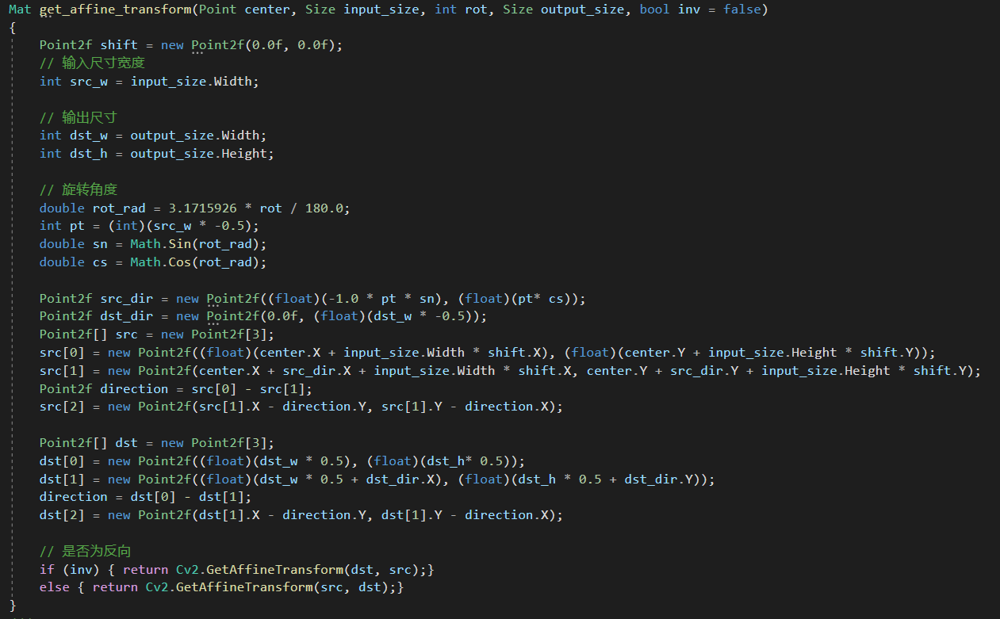 Mat get_affine_transform(Point center, Size input_size, int rot, Size output_size, bool inv = false)
{
Point2f shift = new Point2f(0.0f, 0.0f);
// 输入尺寸宽度
int src_w = input_size.Width;
// 输出尺寸
int dst_w = output_size.Width;
int dst_h = output_size.Height;
// 旋转角度
double rot_rad = 3.1715926 * rot / 180.0;
int pt = (int)(src_w * -0.5);
double sn = Math.Sin(rot_rad);
double cs = Math.Cos(rot_rad);
Point2f src_dir = new Point2f((float)(-1.0 * pt * sn), (float)(pt* cs));
Point2f dst_dir = new Point2f(0.0f, (float)(dst_w * -0.5));
Point2f[] src = new Point2f[3];
src[0] = new Point2f((float)(center.X + input_size.Width * shift.X), (float)(center.Y + input_size.Height * shift.Y));
src[1] = new Point2f(center.X + src_dir.X + input_size.Width * shift.X, center.Y + src_dir.Y + input_size.Height * shift.Y);
Point2f direction = src[0] - src[1];
src[2] = new Point2f(src[1].X - direction.Y, src[1].Y - direction.X);
Point2f[] dst = new Point2f[3];
dst[0] = new Point2f((float)(dst_w * 0.5), (float)(dst_h* 0.5));
dst[1] = new Point2f((float)(dst_w * 0.5 + dst_dir.X), (float)(dst_h * 0.5 + dst_dir.Y));
direction = dst[0] - dst[1];
dst[2] = new Point2f(dst[1].X - direction.Y, dst[1].Y - direction.X);
// 是否为反向
if (inv) { return Cv2.GetAffineTransform(dst, src);}
else { return Cv2.GetAffineTransform(src, dst);}
}